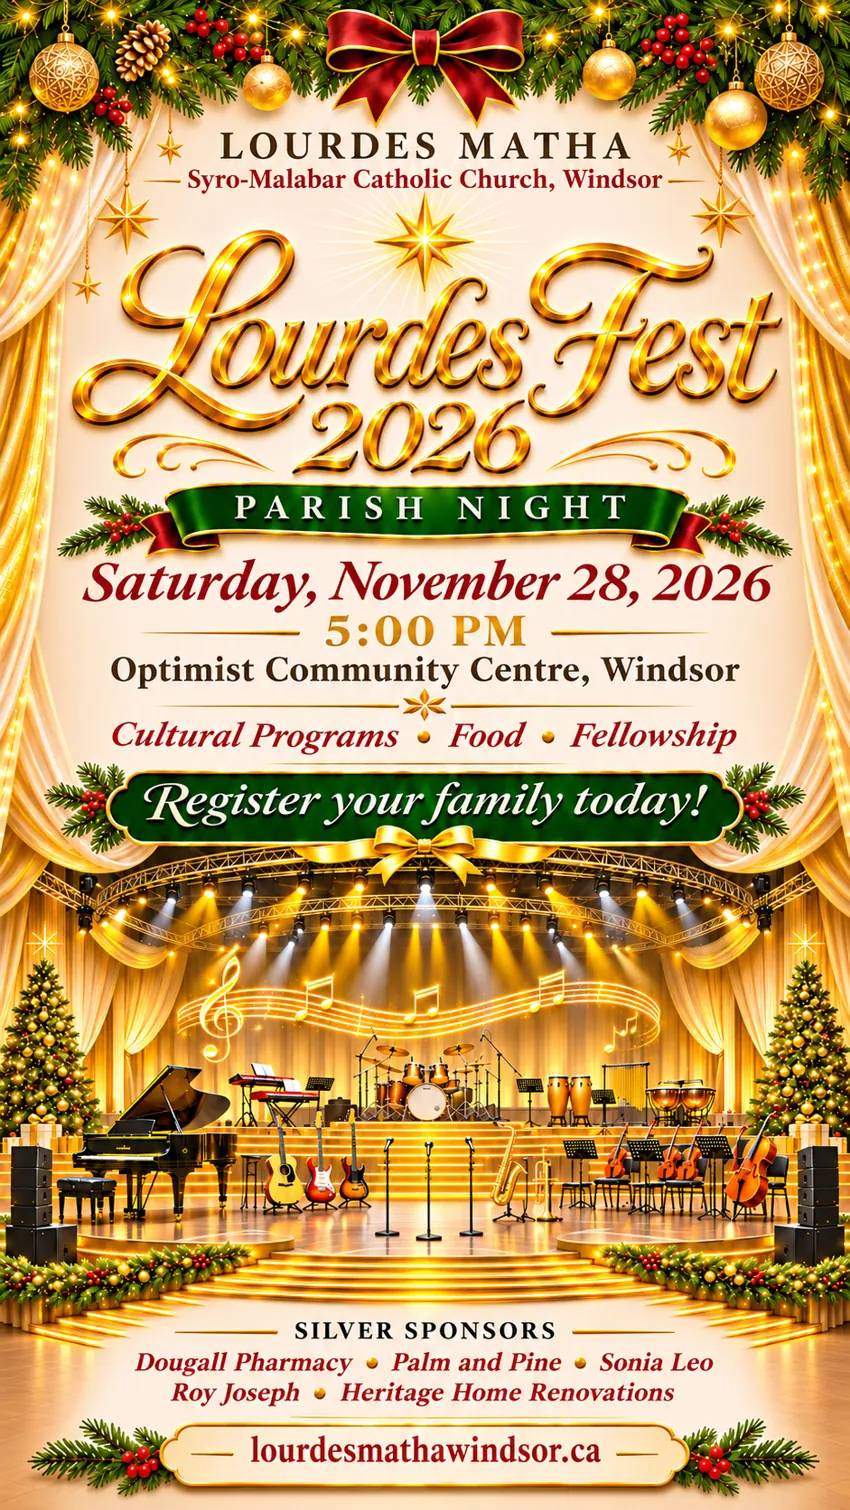 LOURDES MATHA
Syro-Malabar Catholic Church, Windsor
Lourdes Fest
2026
PARISH NIGHT
Saturday, November 28, 2026
5:00 PM
Optimist Community Centre, Windsor
Cultural Programs • Food • Fellowship
Register your family today!
SILVER SPONSORS
Dougall Pharmacy • Palm and Pine • Sonia Leo
Roy Joseph • Heritage Home Renovations
lourdesmathawindsor.ca